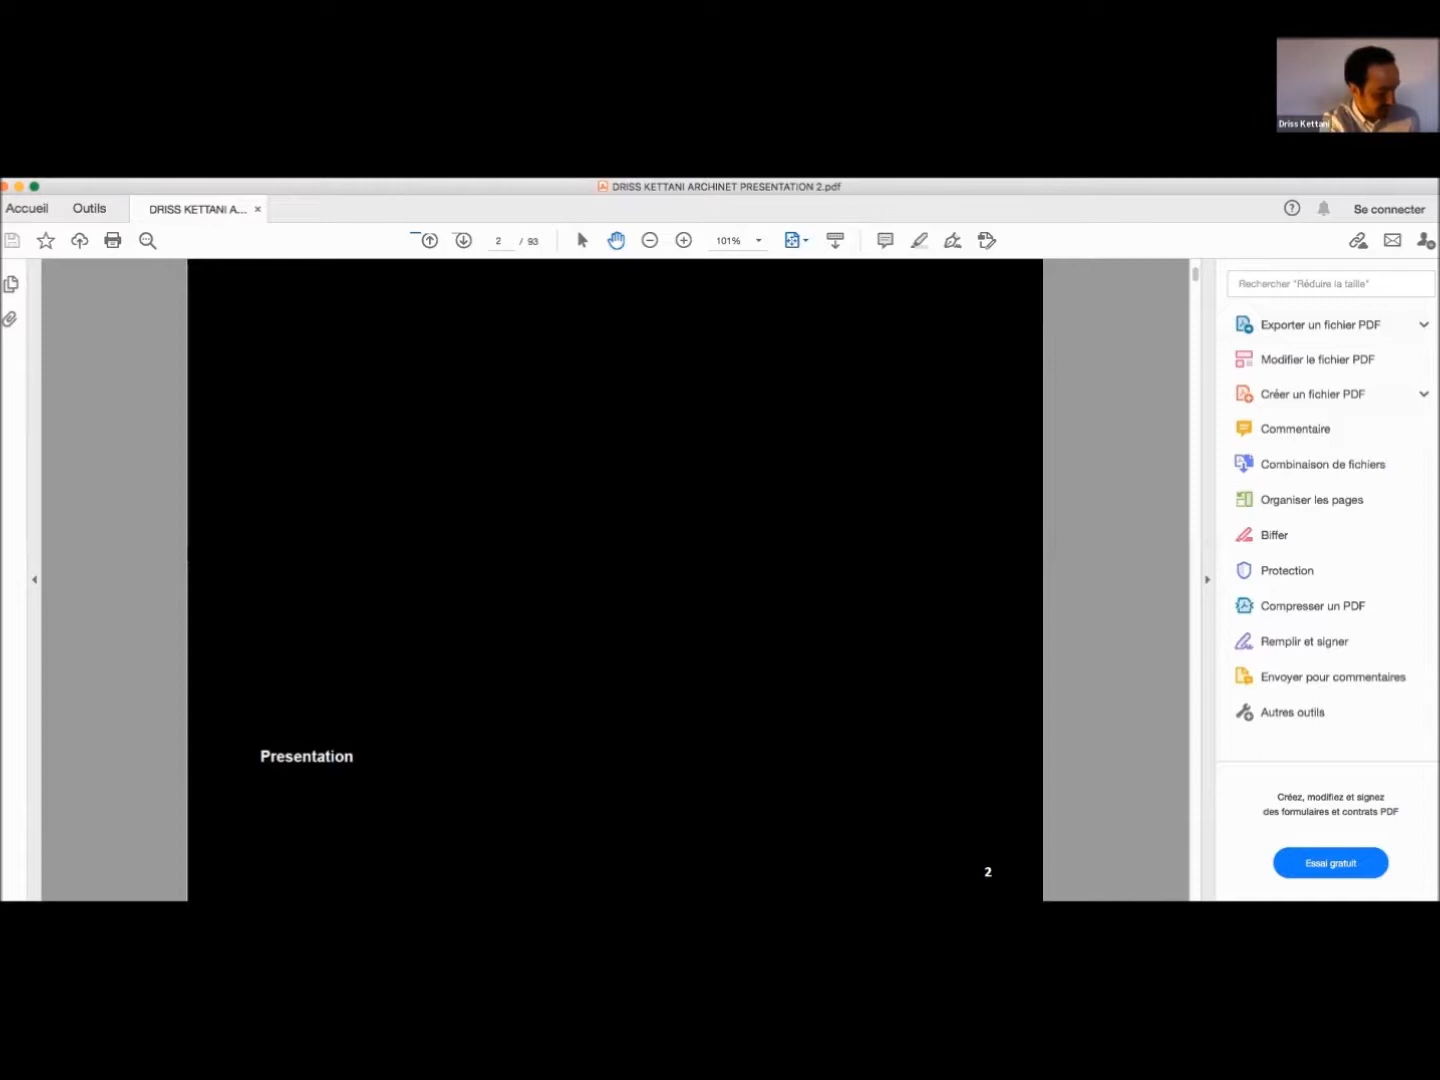 Driss Kettani
DRISS KETTANI ARCHINET PRESENTATION 2.pdf
Accueil
Outils
DRISS KETTANI A... ×
Se connecter
2 / 93
101%
Rechercher "Réduire la taille"
Exporter un fichier PDF
Modifier le fichier PDF
Créer un fichier PDF
Commentaire
Combinaison de fichiers
Organiser les pages
Biffer
Protection
Compresser un PDF
Remplir et signer
Envoyer pour commentaires
Autres outils
Presentation
2
Créez, modifiez et signez
des formulaires et contrats PDF
Essai gratuit